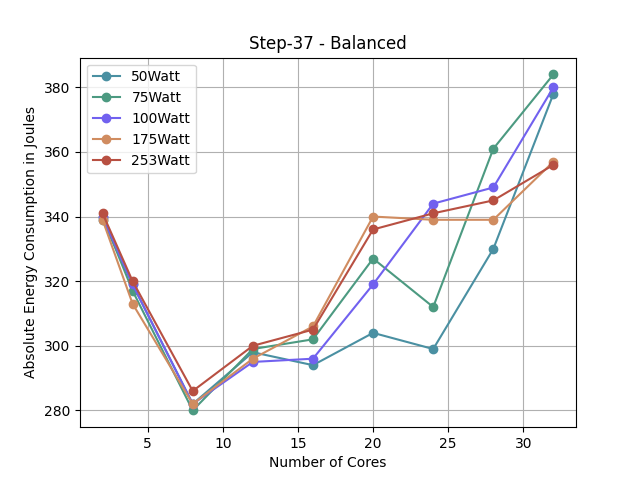 Step-37 - Balanced
50Watt
75Watt
100Watt
175Watt
253Watt
Absolute Energy Consumption in Joules
380
360
340
320
300
280
5 10 15 20 25 30
Number of Cores